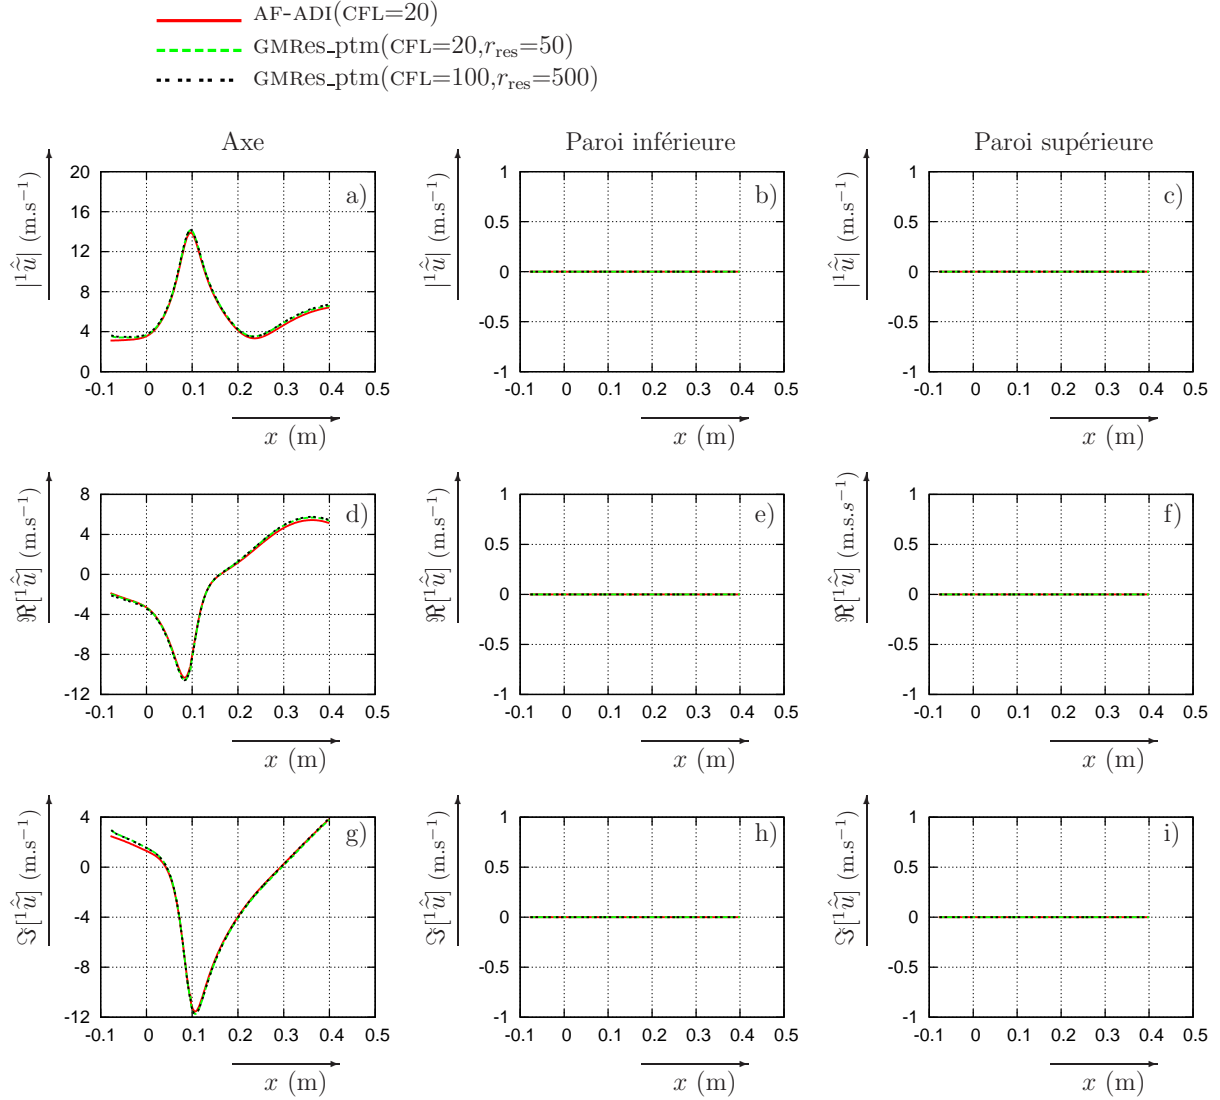 AF-ADI(CFL=20)
GMRes_ptm(CFL=20,r_res=50)
GMRes_ptm(CFL=100,r_res=500)
Axe
Paroi inférieure
Paroi supérieure
|¹û̃| (m.s⁻¹)
20
16
12
8
4
0
a)
-0.1 0 0.1 0.2 0.3 0.4 0.5
x (m)
|¹û̃| (m.s⁻¹)
1
0.5
0
-0.5
-1
b)
-0.1 0 0.1 0.2 0.3 0.4 0.5
x (m)
|¹û̃| (m.s⁻¹)
1
0.5
0
-0.5
-1
c)
-0.1 0 0.1 0.2 0.3 0.4 0.5
x (m)
ℜ[¹û̃] (m.s⁻¹)
8
4
0
-4
-8
-12
d)
-0.1 0 0.1 0.2 0.3 0.4 0.5
x (m)
ℜ[¹û̃] (m.s⁻¹)
1
0.5
0
-0.5
-1
e)
-0.1 0 0.1 0.2 0.3 0.4 0.5
x (m)
ℜ[¹û̃] (m.s.s⁻¹)
1
0.5
0
-0.5
-1
f)
-0.1 0 0.1 0.2 0.3 0.4 0.5
x (m)
ℑ[¹û̃] (m.s⁻¹)
4
0
-4
-8
-12
g)
-0.1 0 0.1 0.2 0.3 0.4 0.5
x (m)
ℑ[¹û̃] (m.s⁻¹)
1
0.5
0
-0.5
-1
h)
-0.1 0 0.1 0.2 0.3 0.4 0.5
x (m)
ℑ[¹û̃] (m.s⁻¹)
1
0.5
0
-0.5
-1
i)
-0.1 0 0.1 0.2 0.3 0.4 0.5
x (m)